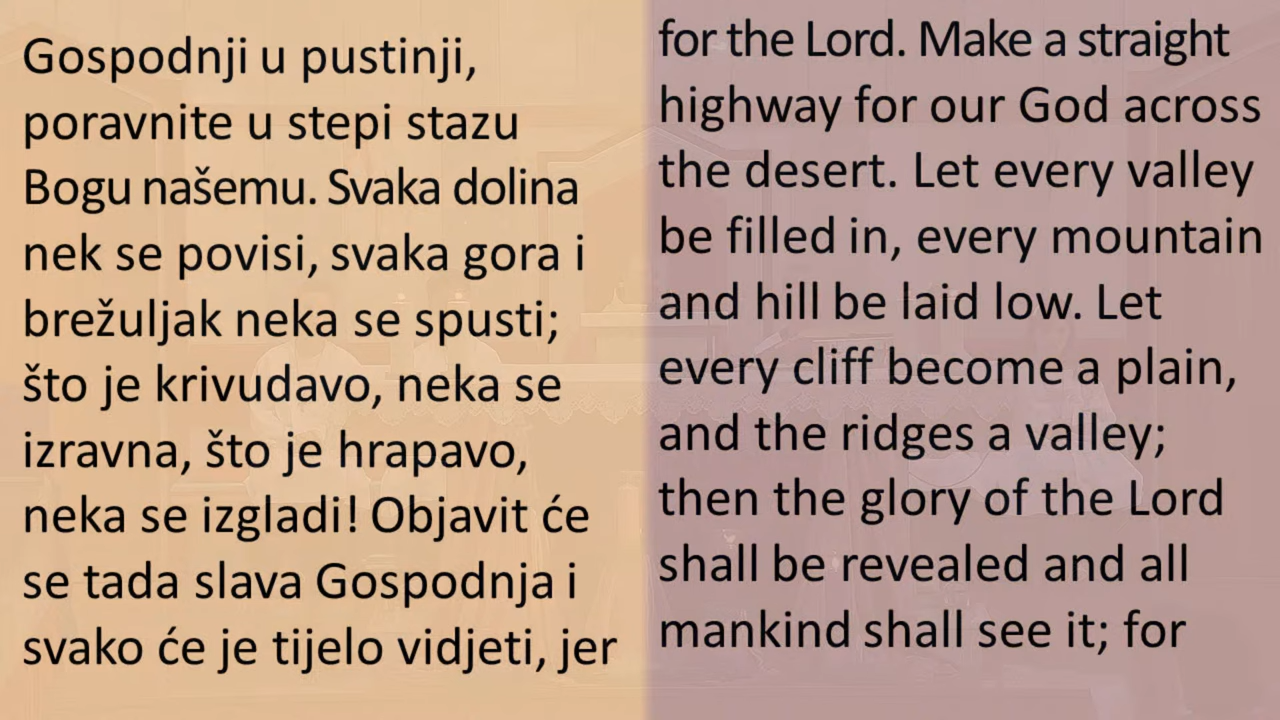 Gospodnji u pustinji,
poravnite u stepi stazu
Bogu našemu. Svaka dolina
nek se povisi, svaka gora i
brežuljak neka se spusti;
što je krivudavo, neka se
izravna, što je hrapavo,
neka se izgladi! Objavit će
se tada slava Gospodnja i
svako će je tijelo vidjeti, jer
for the Lord. Make a straight
highway for our God across
the desert. Let every valley
be filled in, every mountain
and hill be laid low. Let
every cliff become a plain,
and the ridges a valley;
then the glory of the Lord
shall be revealed and all
mankind shall see it; for